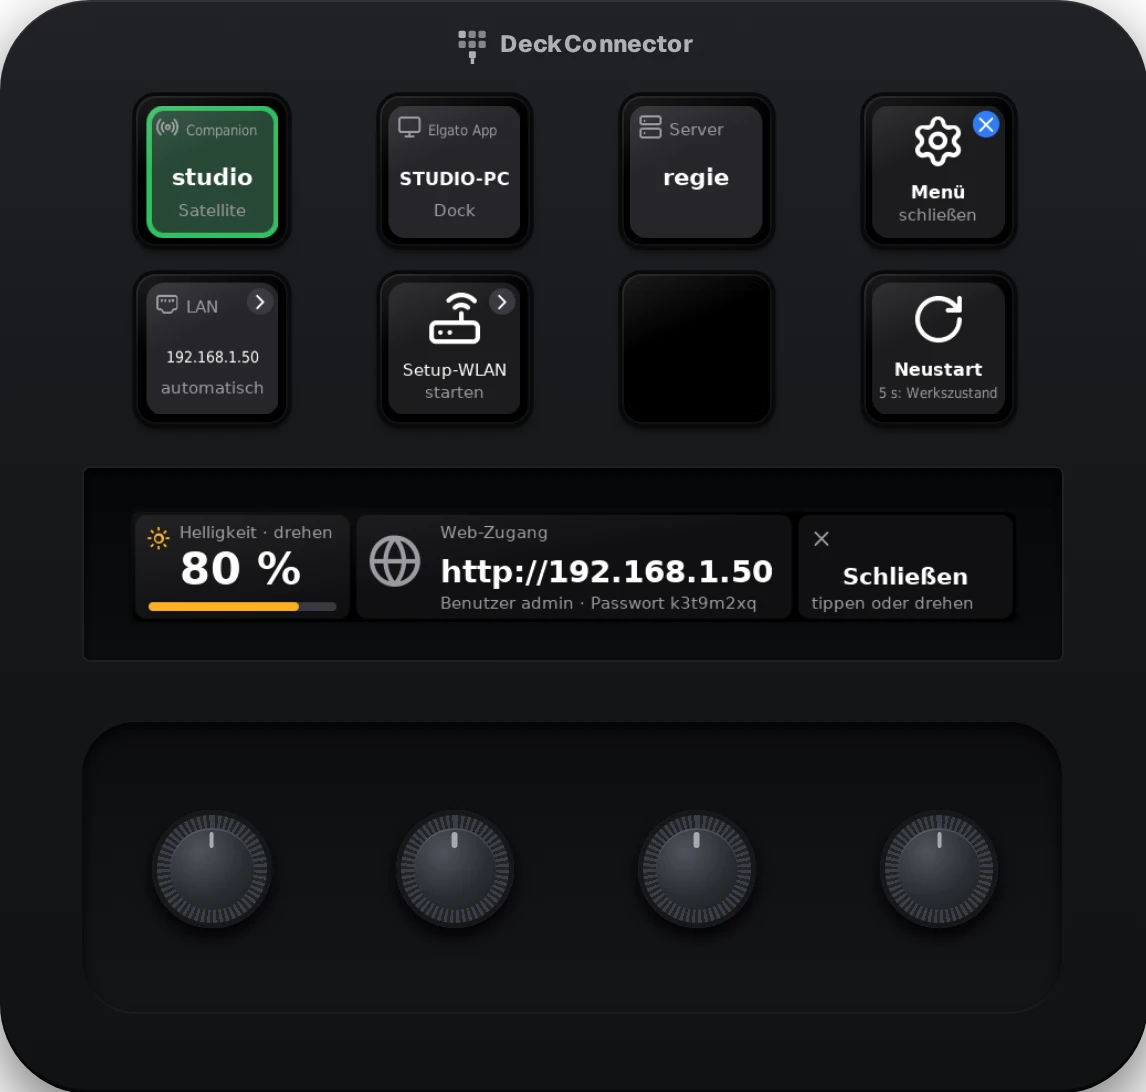 DeckConnector
Companion
studio
Satellite
Elgato App
STUDIO-PC
Dock
Server
regie
Menü
schließen
LAN
192.168.1.50
automatisch
Setup-WLAN
starten
Neustart
5 s: Werkszustand
Helligkeit · drehen
80 %
Web-Zugang
http://192.168.1.50
Benutzer admin · Passwort k3t9m2xq
Schließen
tippen oder drehen